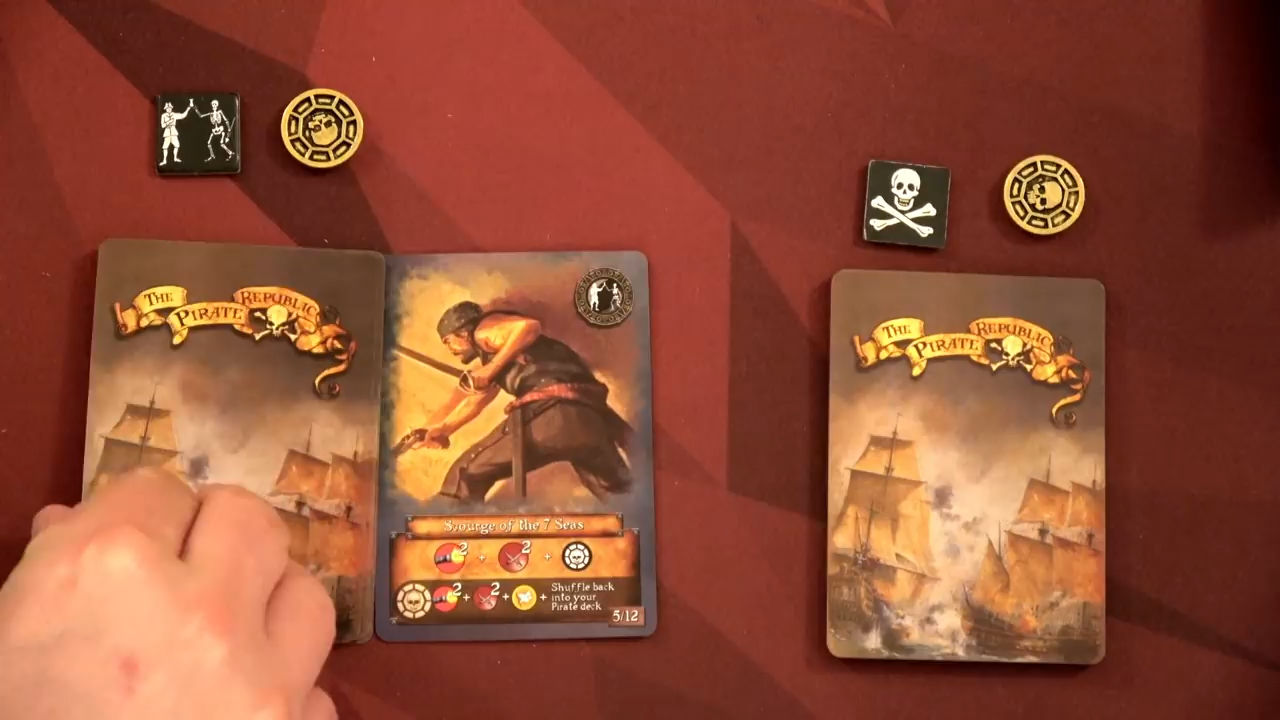 The
Pirate
Republic
Scourge of the 7 Seas
2 + 2 +
2 + 2 + +
Shuffle back
into your
Pirate deck
5/12
The
Pirate
Republic